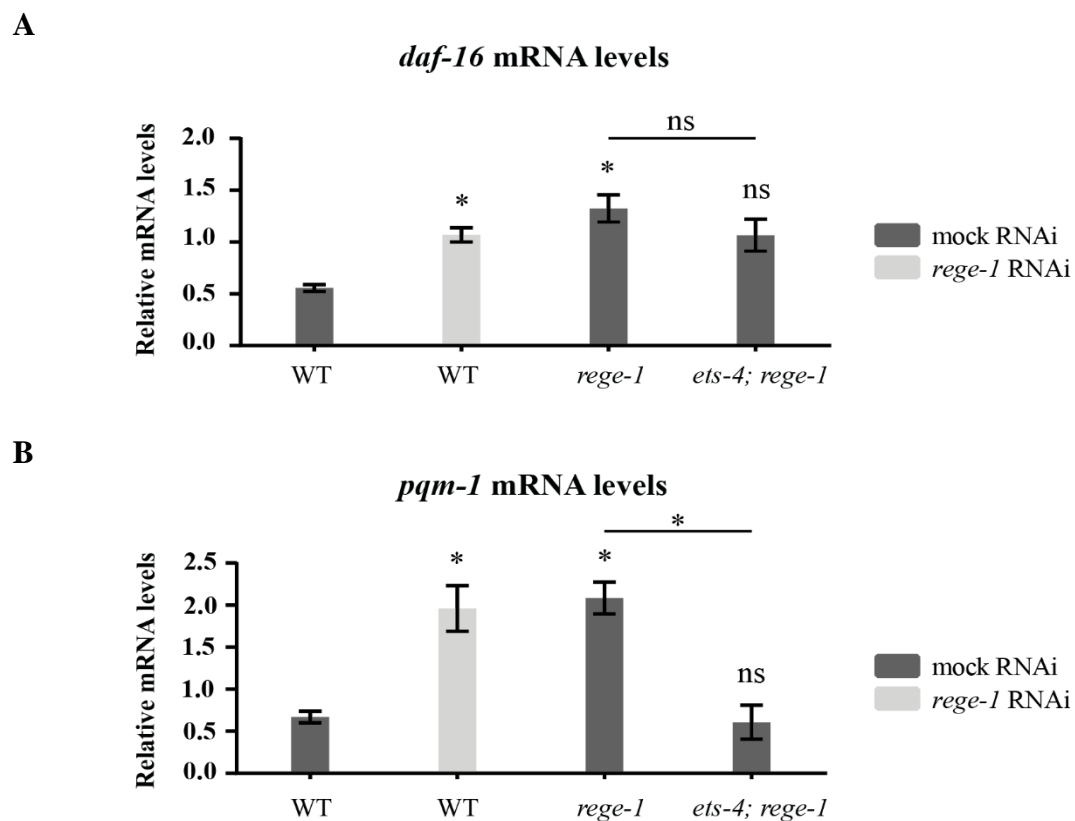 A
daf-16 mRNA levels
Relative mRNA levels
2.0
1.5
1.0
0.5
0.0
ns
*
*
ns
WT
WT
rege-1
ets-4; rege-1
mock RNAi
rege-1 RNAi
B
pqm-1 mRNA levels
Relative mRNA levels
2.5
2.0
1.5
1.0
0.5
0.0
*
*
*
ns
WT
WT
rege-1
ets-4; rege-1
mock RNAi
rege-1 RNAi